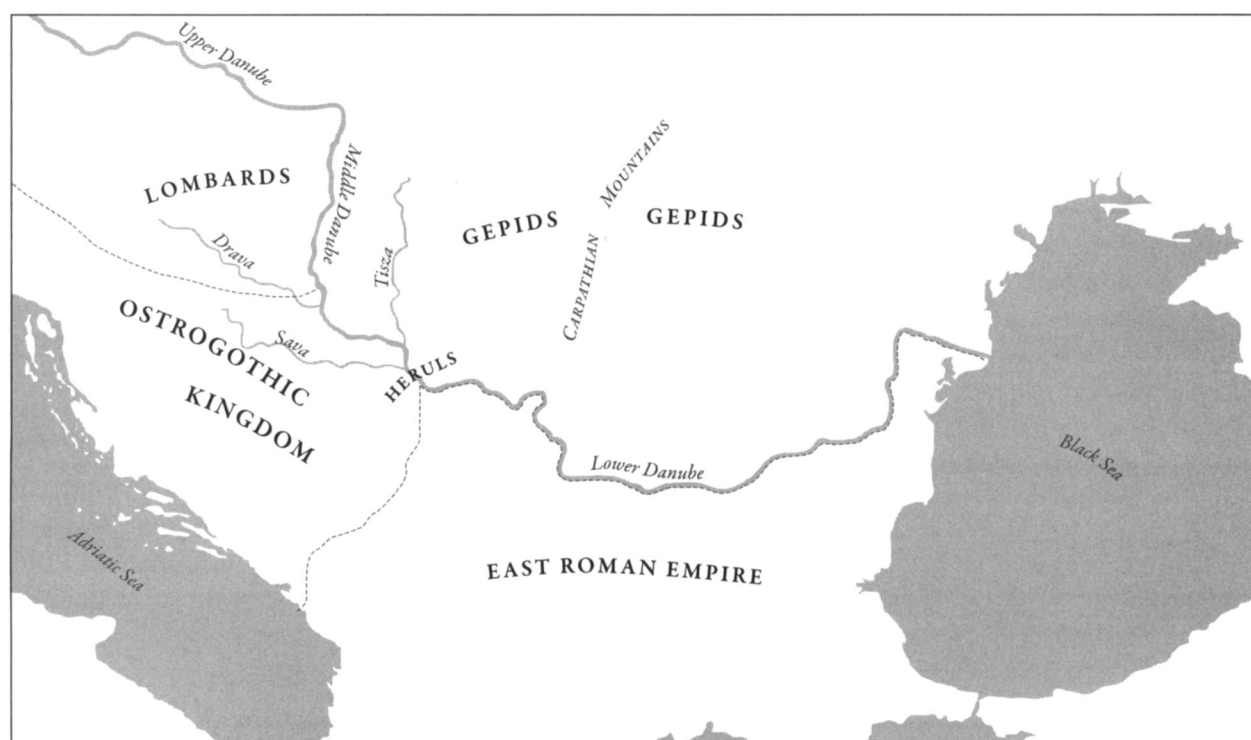 Upper Danube
LOMBARDS
Middle Danube
Tisza
GEPIDS
CARPATHIAN MOUNTAINS
GEPIDS
Drava
OSTROGOTHIC
KINGDOM
Sava
HERULS
Lower Danube
Black Sea
Adriatic Sea
EAST ROMAN EMPIRE